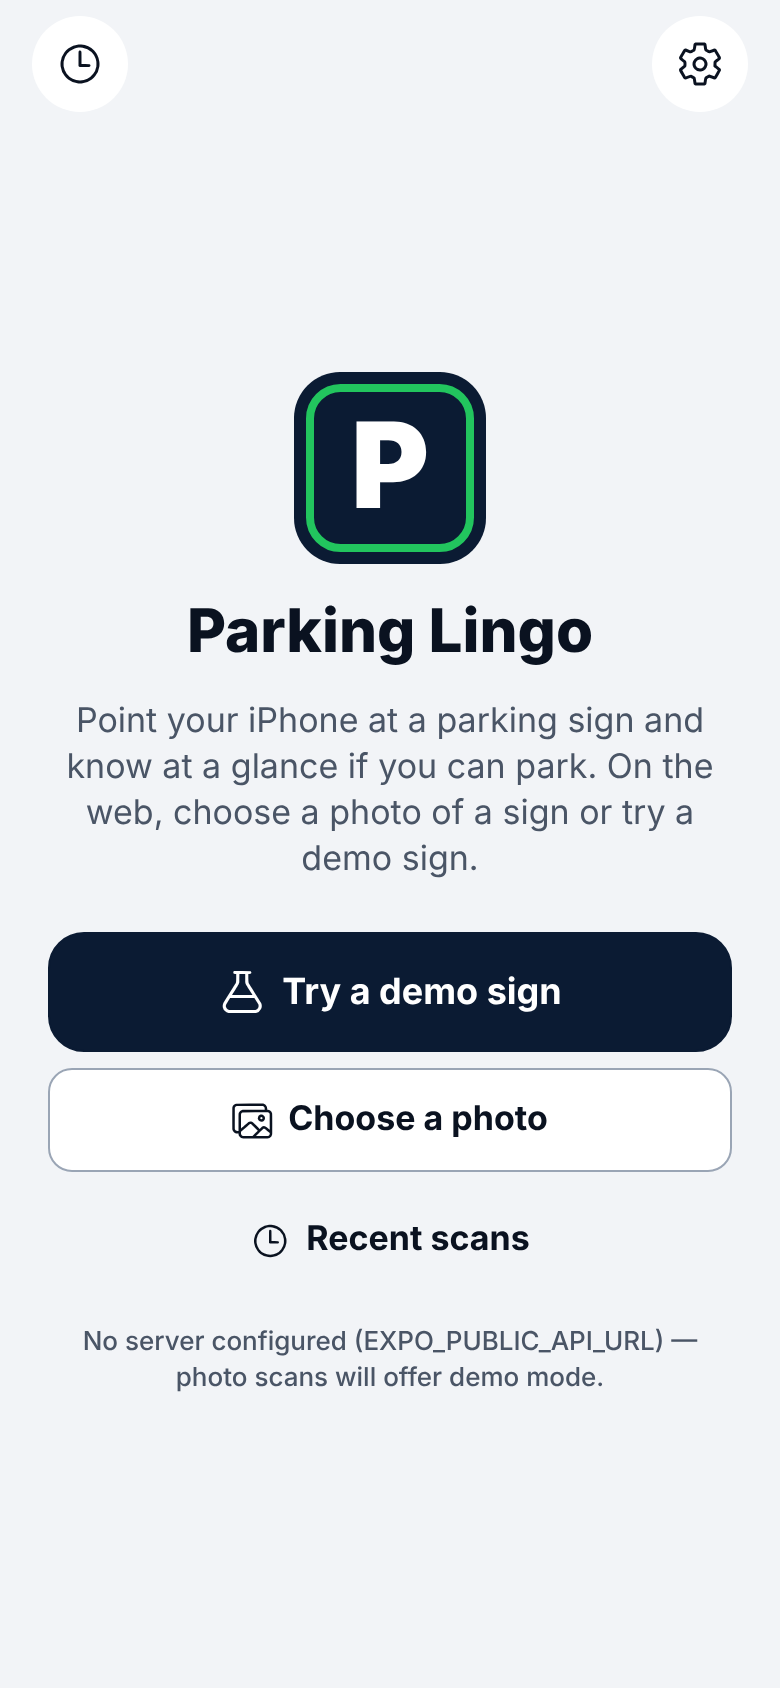 P
Parking Lingo
Point your iPhone at a parking sign and
know at a glance if you can park. On the
web, choose a photo of a sign or try a
demo sign.
Try a demo sign
Choose a photo
Recent scans
No server configured (EXPO_PUBLIC_API_URL) —
photo scans will offer demo mode.